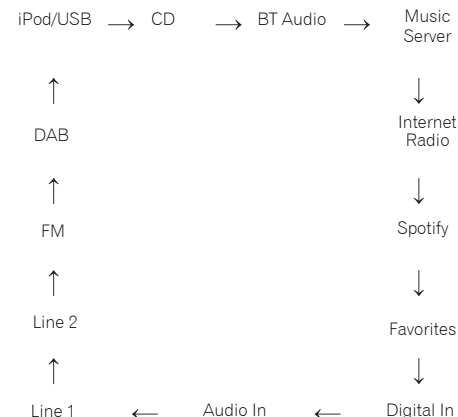 iPod/USB → CD → BT Audio → Music
Server
↑ ↓
DAB Internet
Radio
↑ ↓
FM Spotify
↑ ↓
Line 2 Favorites
↑ ↓
Line 1 ← Audio In ← Digital In